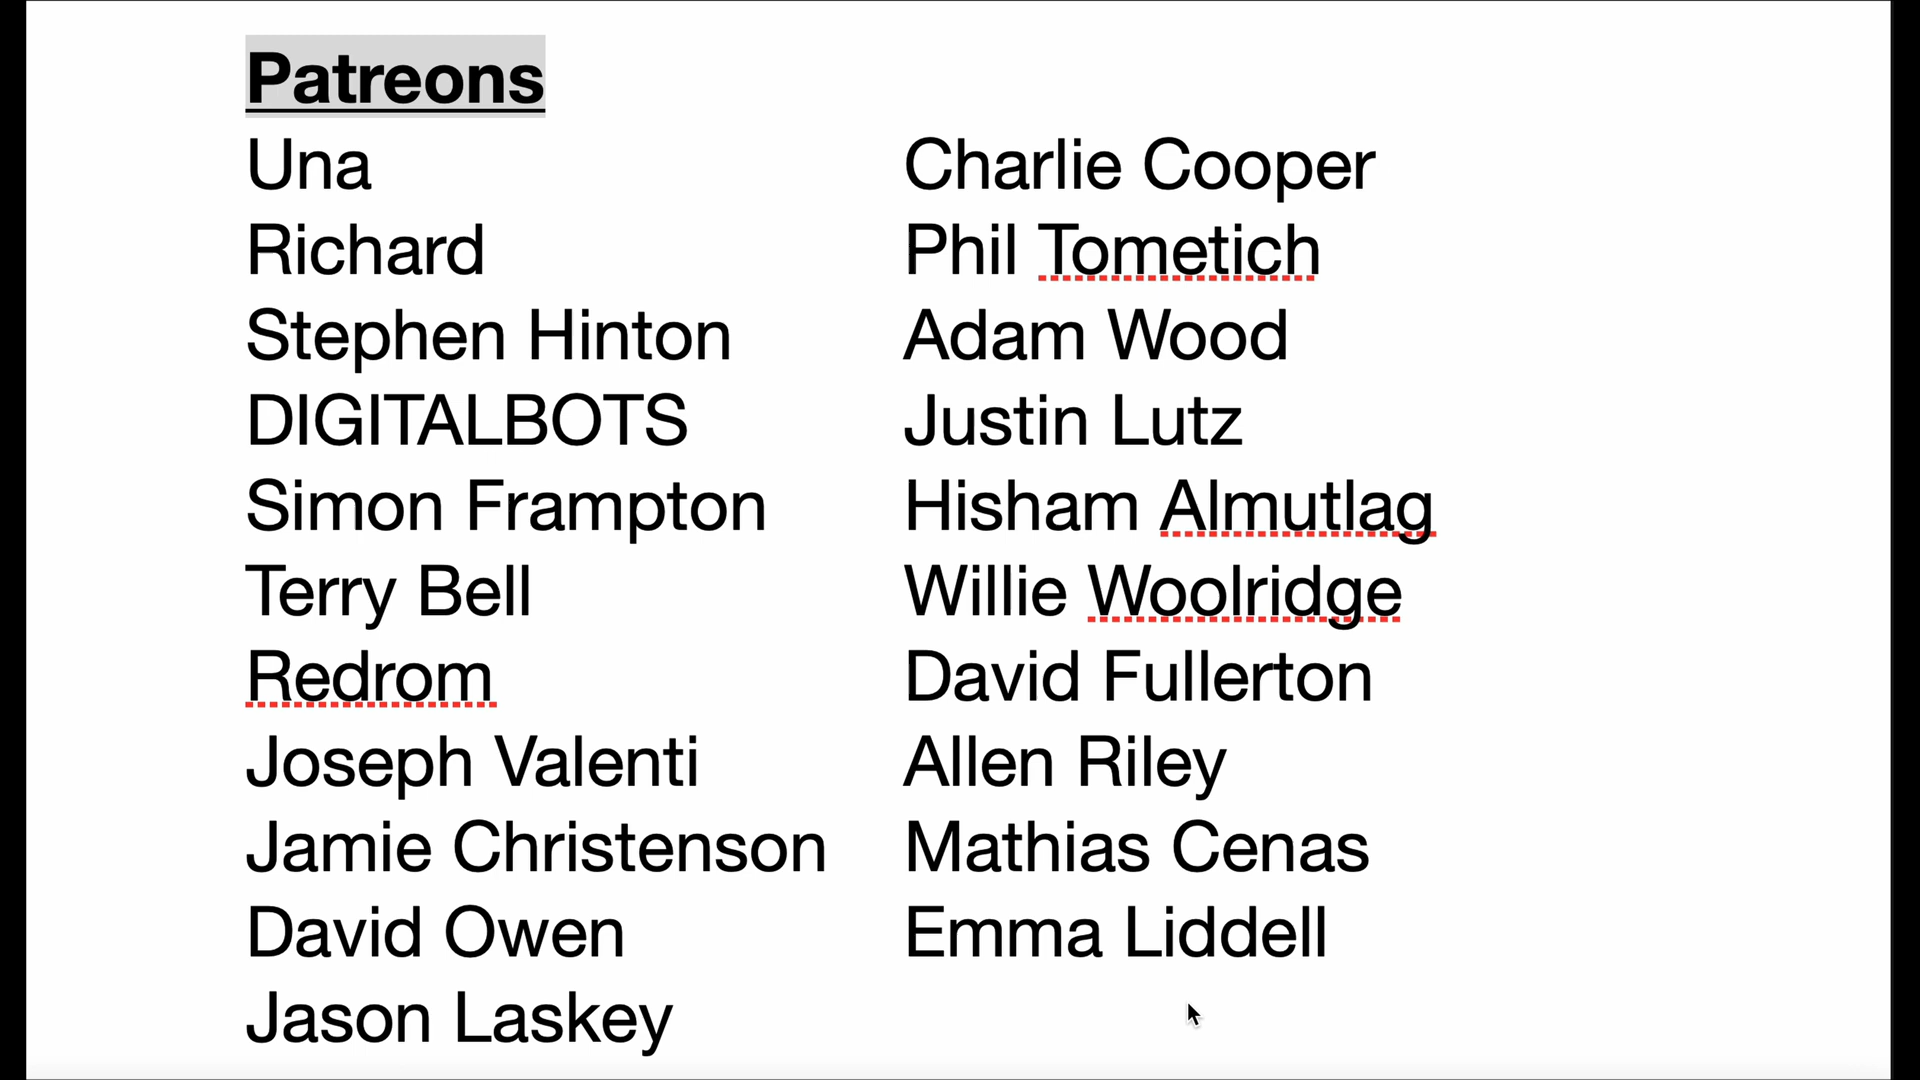 Patreons
Una
Richard
Stephen Hinton
DIGITALBOTS
Simon Frampton
Terry Bell
Redrom
Joseph Valenti
Jamie Christenson
David Owen
Jason Laskey
Charlie Cooper
Phil Tometich
Adam Wood
Justin Lutz
Hisham Almutlag
Willie Woolridge
David Fullerton
Allen Riley
Mathias Cenas
Emma Liddell